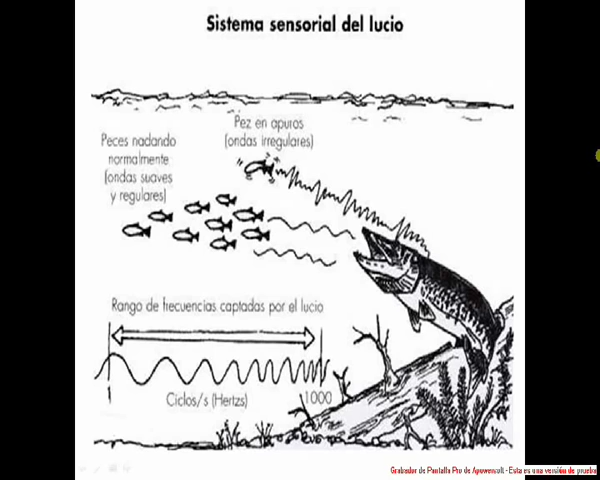 Sistema sensorial del lucio
Pez en apuros
(ondas irregulares)
Peces nadando
normalmente
(ondas suaves
y regulares)
Rango de frecuencias captadas por el lucio
Ciclos/s (Hertzs)
1
1000
Grabador de Pantalla Pro de Apowersoft - Esta es una versión de prueba